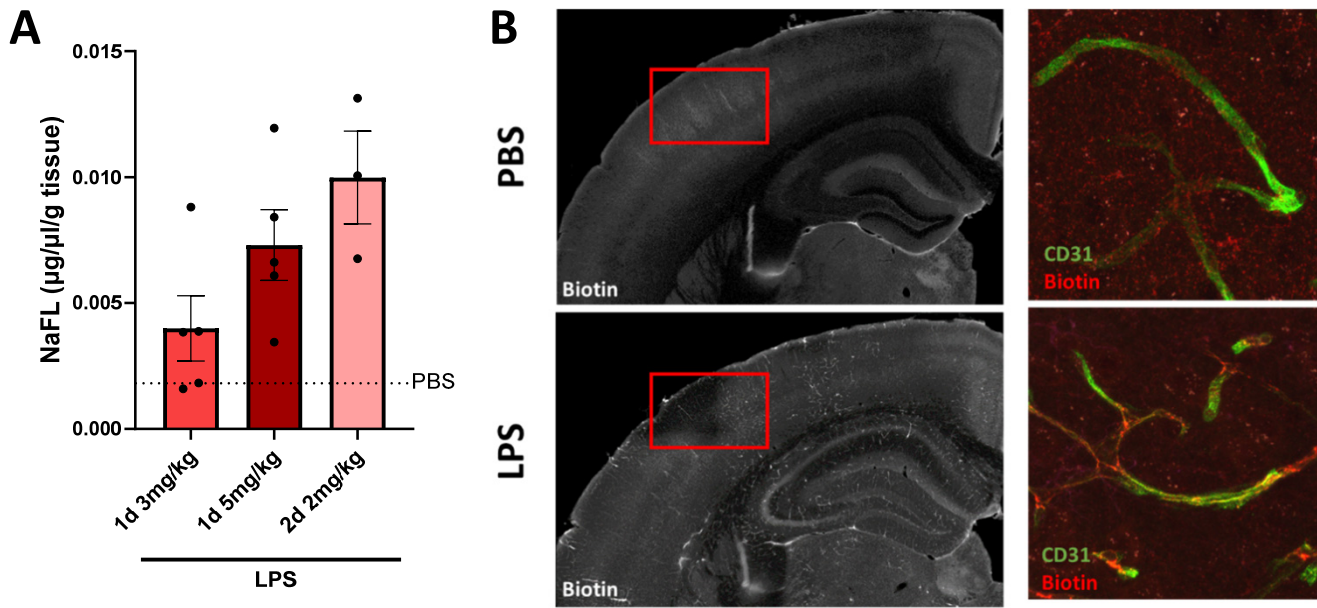 A
NaFL (µg/µl/g tissue)
0.015
0.010
0.005
0.000
PBS
1d 3mg/kg
1d 5mg/kg
2d 2mg/kg
LPS
B
PBS
Biotin
CD31
Biotin
LPS
Biotin
CD31
Biotin